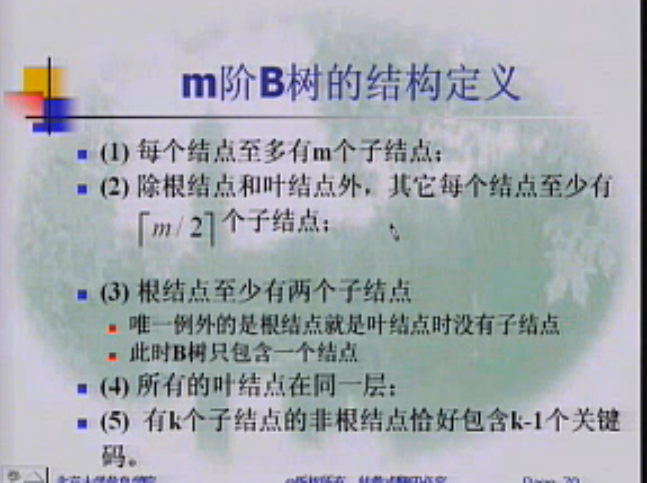 m阶B树的结构定义
(1) 每个结点至多有m个子结点;
(2) 除根结点和叶结点外，其它每个结点至少有
⌈m/2⌉个子结点;
(3) 根结点至少有两个子结点
唯一例外的是根结点就是叶结点时没有子结点
此时B树只包含一个结点
(4) 所有的叶结点在同一层;
(5) 有k个子结点的非根结点恰好包含k-1个关键
码。